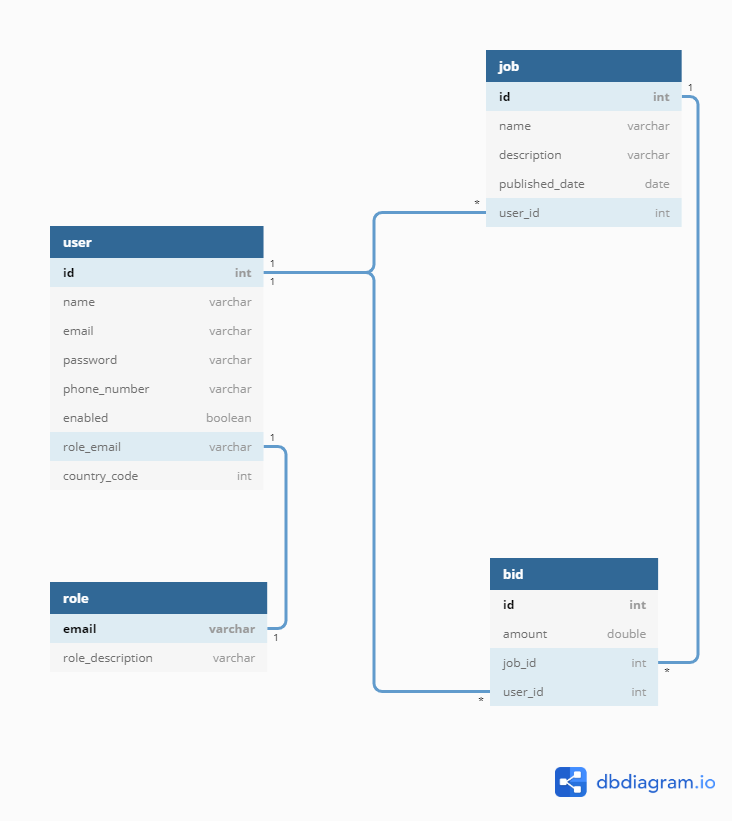 job
id int
1
name varchar
description varchar
published_date date
*
user_id int
user
1
id int
1
name varchar
email varchar
password varchar
phone_number varchar
enabled boolean
1
role_email varchar
country_code int
role
email varchar
1
role_description varchar
bid
id int
amount double
job_id int
*
user_id int
*
dbdiagram.io